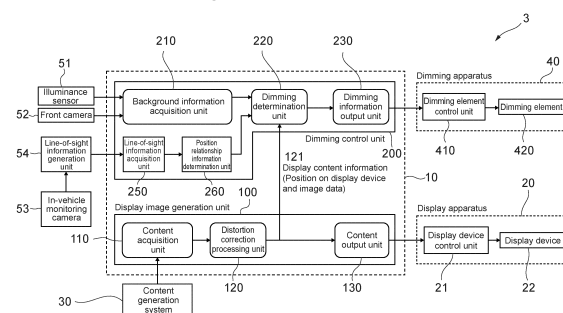 3
51
210
220
230
Dimming apparatus
40
Illuminance
sensor
52
Front camera
Background information
acquisition unit
Dimming
determination
unit
Dimming
information
output unit
Dimming element
control unit
Dimming element
410
420
Dimming control unit
200
54
Line-of-sight
information generation
unit
Line-of-sight
information
acquisition unit
250
Position
relationship
information
determination unit
260
121
Display content information
(Position on display device
and image data)
10
53
In-vehicle
monitoring
camera
100
Display image generation unit
Display apparatus
20
110
Content
acquisition
unit
Distortion
correction
processing unit
120
Content
output unit
130
Display device
control unit
21
Display device
22
30
Content
generation
system